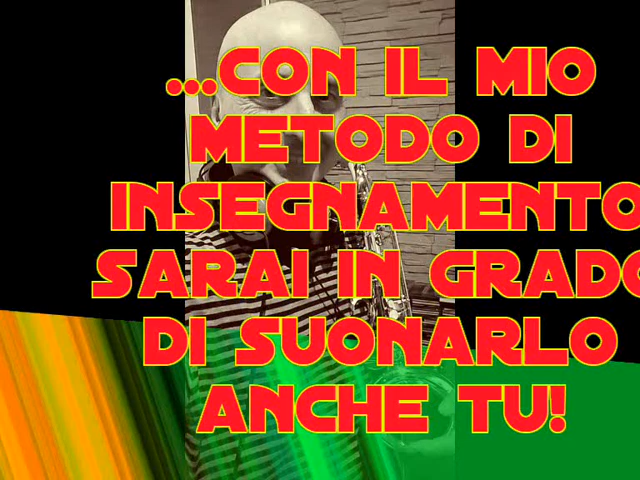 ...CON IL MIO
METODO DI
INSEGNAMENTO
SARAI IN GRADO
DI SUONARLO
ANCHE TU!